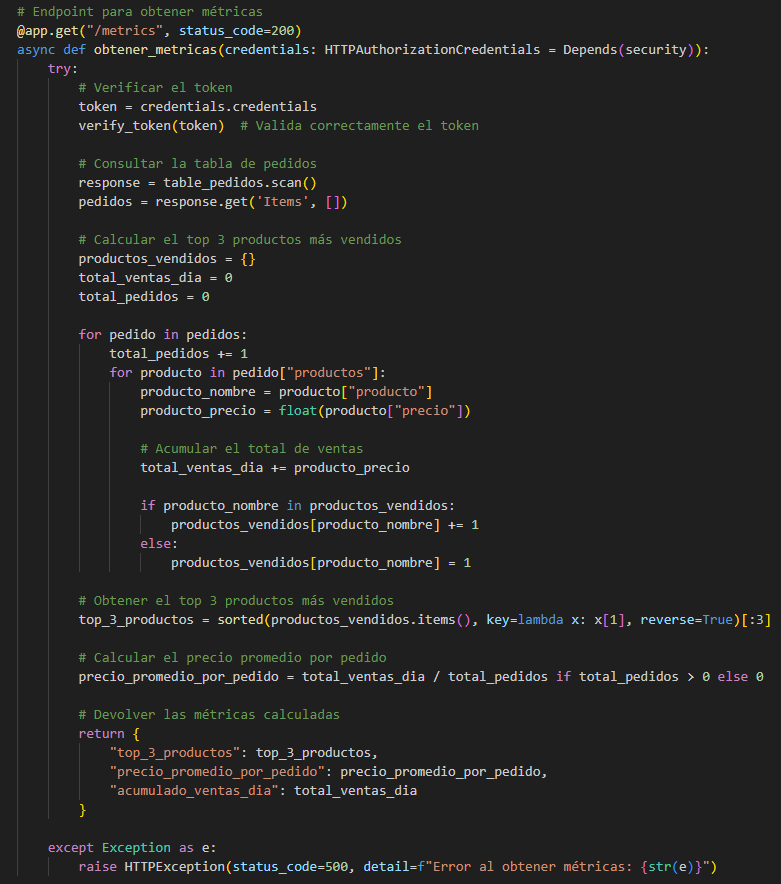 # Endpoint para obtener métricas
@app.get("/metrics", status_code=200)
async def obtener_metricas(credentials: HTTPAuthorizationCredentials = Depends(security)):
    try:
        # Verificar el token
        token = credentials.credentials
        verify_token(token)  # Valida correctamente el token

        # Consultar la tabla de pedidos
        response = table_pedidos.scan()
        pedidos = response.get('Items', [])

        # Calcular el top 3 productos más vendidos
        productos_vendidos = {}
        total_ventas_dia = 0
        total_pedidos = 0

        for pedido in pedidos:
            total_pedidos += 1
            for producto in pedido["productos"]:
                producto_nombre = producto["producto"]
                producto_precio = float(producto["precio"])

                # Acumular el total de ventas
                total_ventas_dia += producto_precio

                if producto_nombre in productos_vendidos:
                    productos_vendidos[producto_nombre] += 1
                else:
                    productos_vendidos[producto_nombre] = 1

        # Obtener el top 3 productos más vendidos
        top_3_productos = sorted(productos_vendidos.items(), key=lambda x: x[1], reverse=True)[:3]

        # Calcular el precio promedio por pedido
        precio_promedio_por_pedido = total_ventas_dia / total_pedidos if total_pedidos > 0 else 0

        # Devolver las métricas calculadas
        return {
            "top_3_productos": top_3_productos,
            "precio_promedio_por_pedido": precio_promedio_por_pedido,
            "acumulado_ventas_dia": total_ventas_dia
        }

    except Exception as e:
        raise HTTPException(status_code=500, detail=f"Error al obtener métricas: {str(e)}")